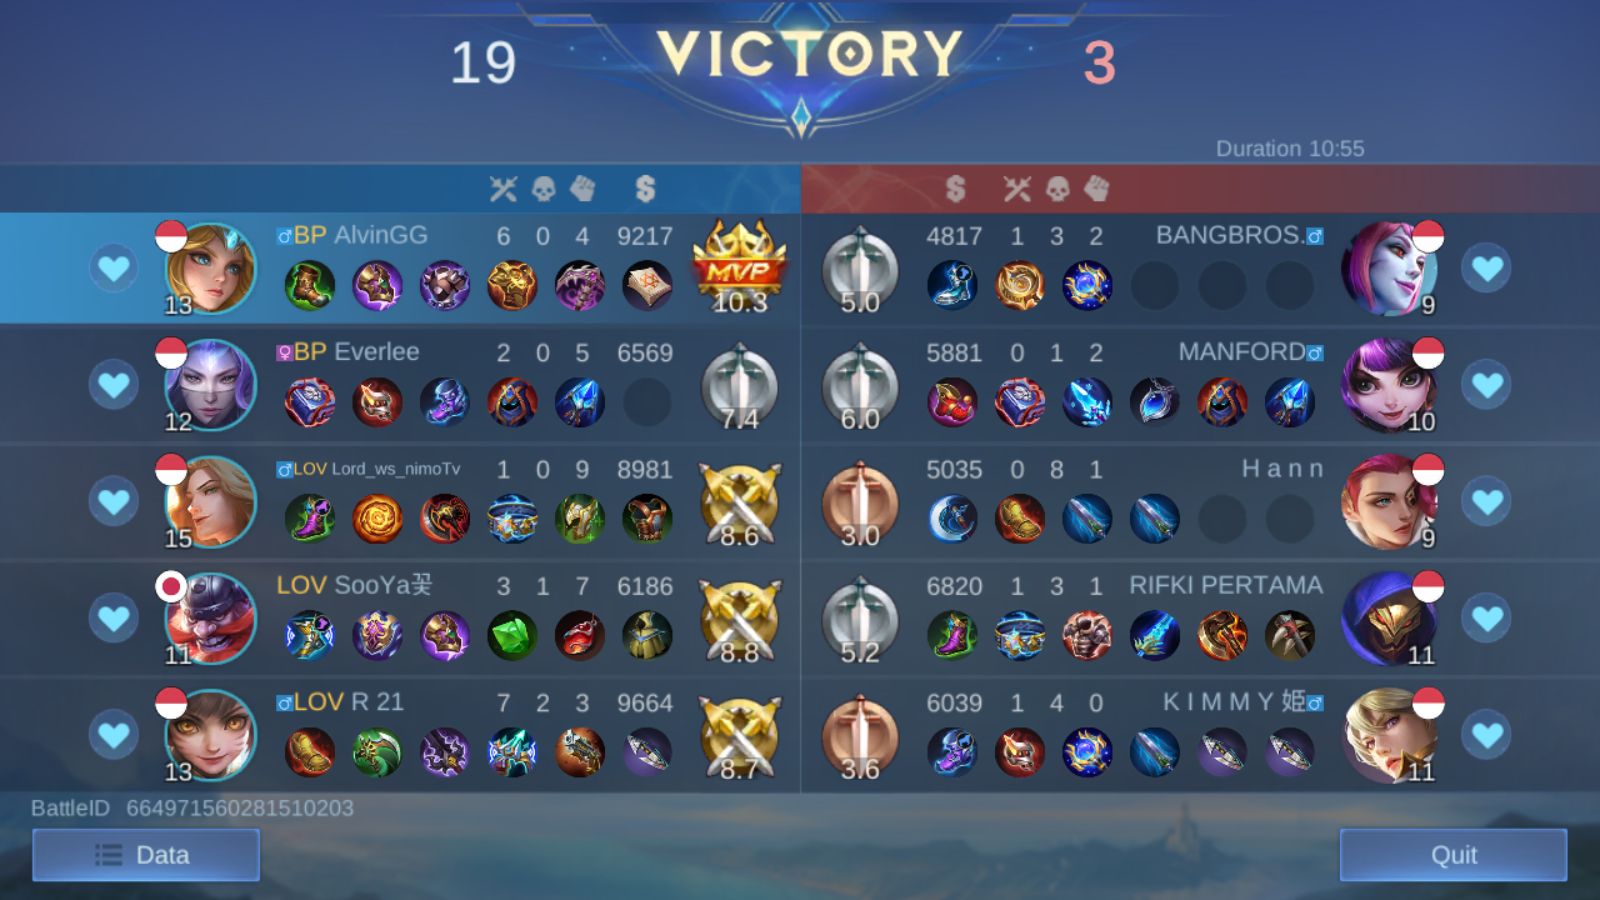 19 VICTORY 3
Duration 10:55
BP AlvinGG 6 0 4 9217 MVP 10.3 13
5.0 4817 1 3 2 BANGBROS. 9
BP Everlee 2 0 5 6569 7.4 12
6.0 5881 0 1 2 MANFORD 10
LOV Lord_ws_nimoTv 1 0 9 8981 8.6 15
3.0 5035 0 8 1 H a n n 9
LOV SooYa꽃 3 1 7 6186 8.8 11
5.2 6820 1 3 1 RIFKI PERTAMA 11
LOV R 21 7 2 3 9664 8.7 13
3.6 6039 1 4 0 K I M M Y 姫 11
BattleID 664971560281510203
Data
Quit